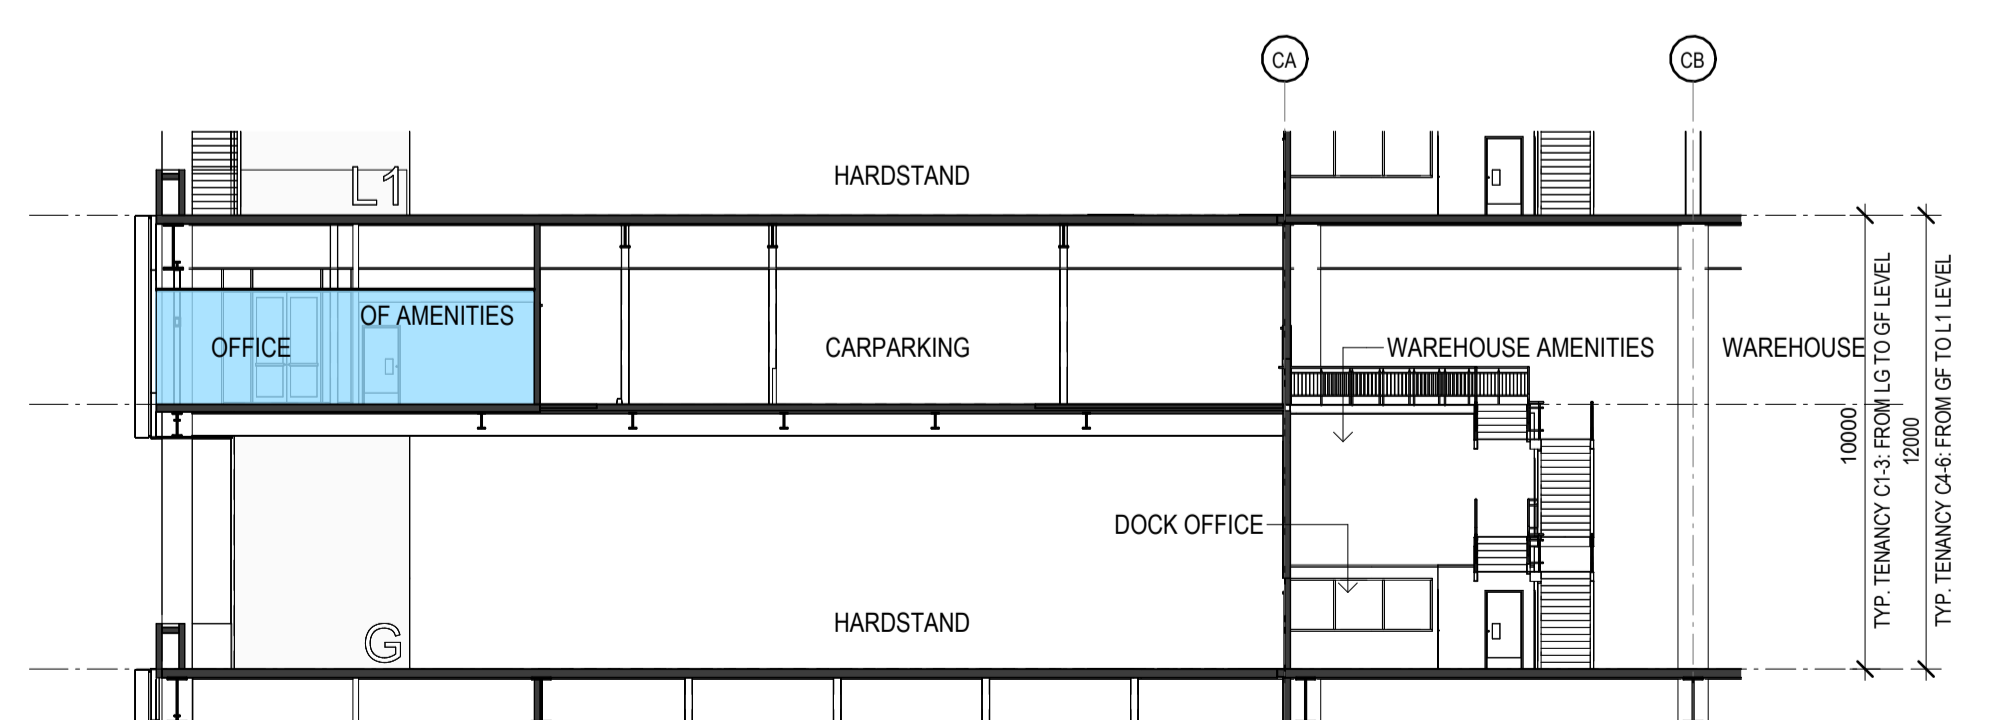 CA
CB
HARDSTAND
L1
OF AMENITIES
OFFICE
CARPARKING
WAREHOUSE AMENITIES
WAREHOUSE
10000
TYP. TENANCY C1-3: FROM LG TO GF LEVEL
12000
TYP. TENANCY C4-6: FROM GF TO L1 LEVEL
DOCK OFFICE
HARDSTAND
G